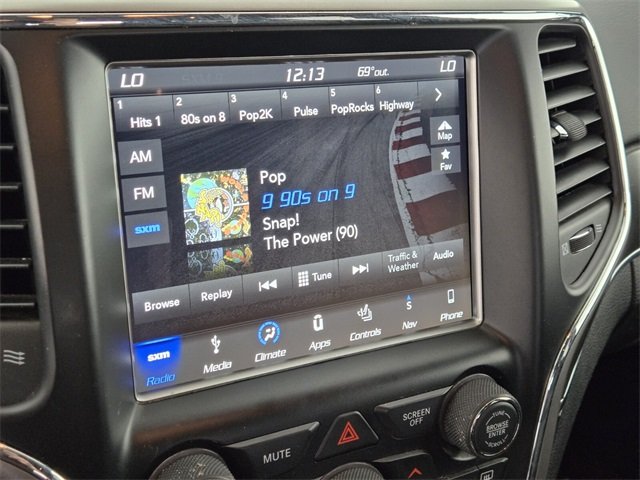 LO 12:13 69°out. LO
1 2 3 4 5 6
Hits 1 80s on 8 Pop2K Pulse PopRocks Highway
AM
Map
FM
Fav
sxm
Pop
9 90s on 9
Snap!
The Power (90)
Browse Replay Tune Traffic & Weather Audio
sxm
Radio Media Climate Apps Controls Nav Phone
S
MUTE
SCREEN OFF
TUNE
BROWSE
ENTER